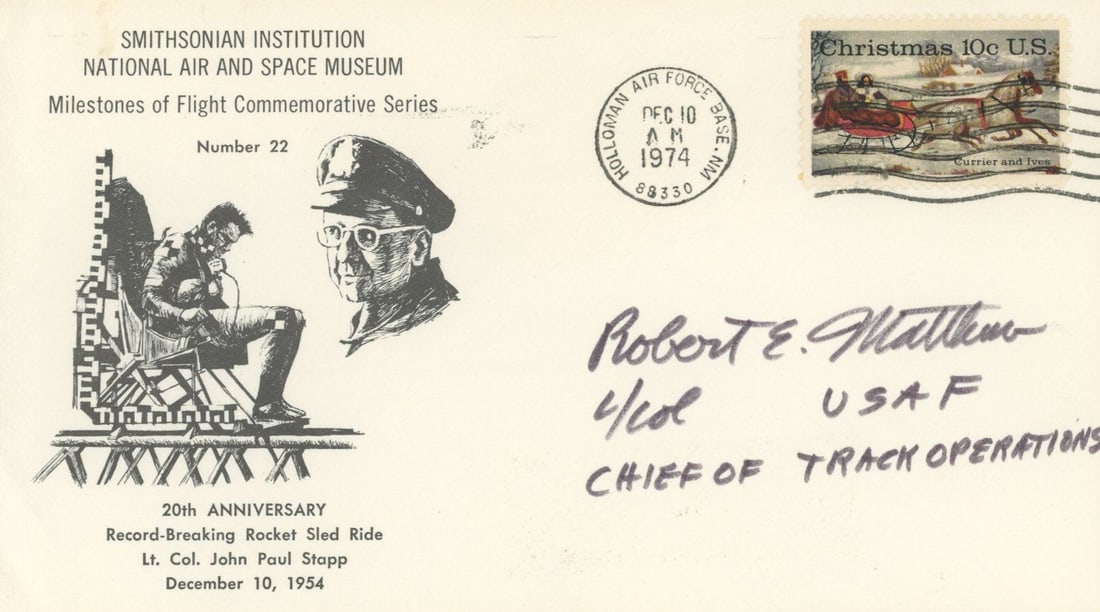 SMITHSONIAN INSTITUTION
NATIONAL AIR AND SPACE MUSEUM
Milestones of Flight Commemorative Series
Number 22
20th ANNIVERSARY
Record-Breaking Rocket Sled Ride
Lt. Col. John Paul Stapp
December 10, 1954
HOLLOMAN AIR FORCE BASE. NM
DEC 10
AM
1974
88330
Christmas 10c U.S.
Currier and Ives
Robert E.
L/Col USAF
CHIEF OF TRACK OPERATIONS